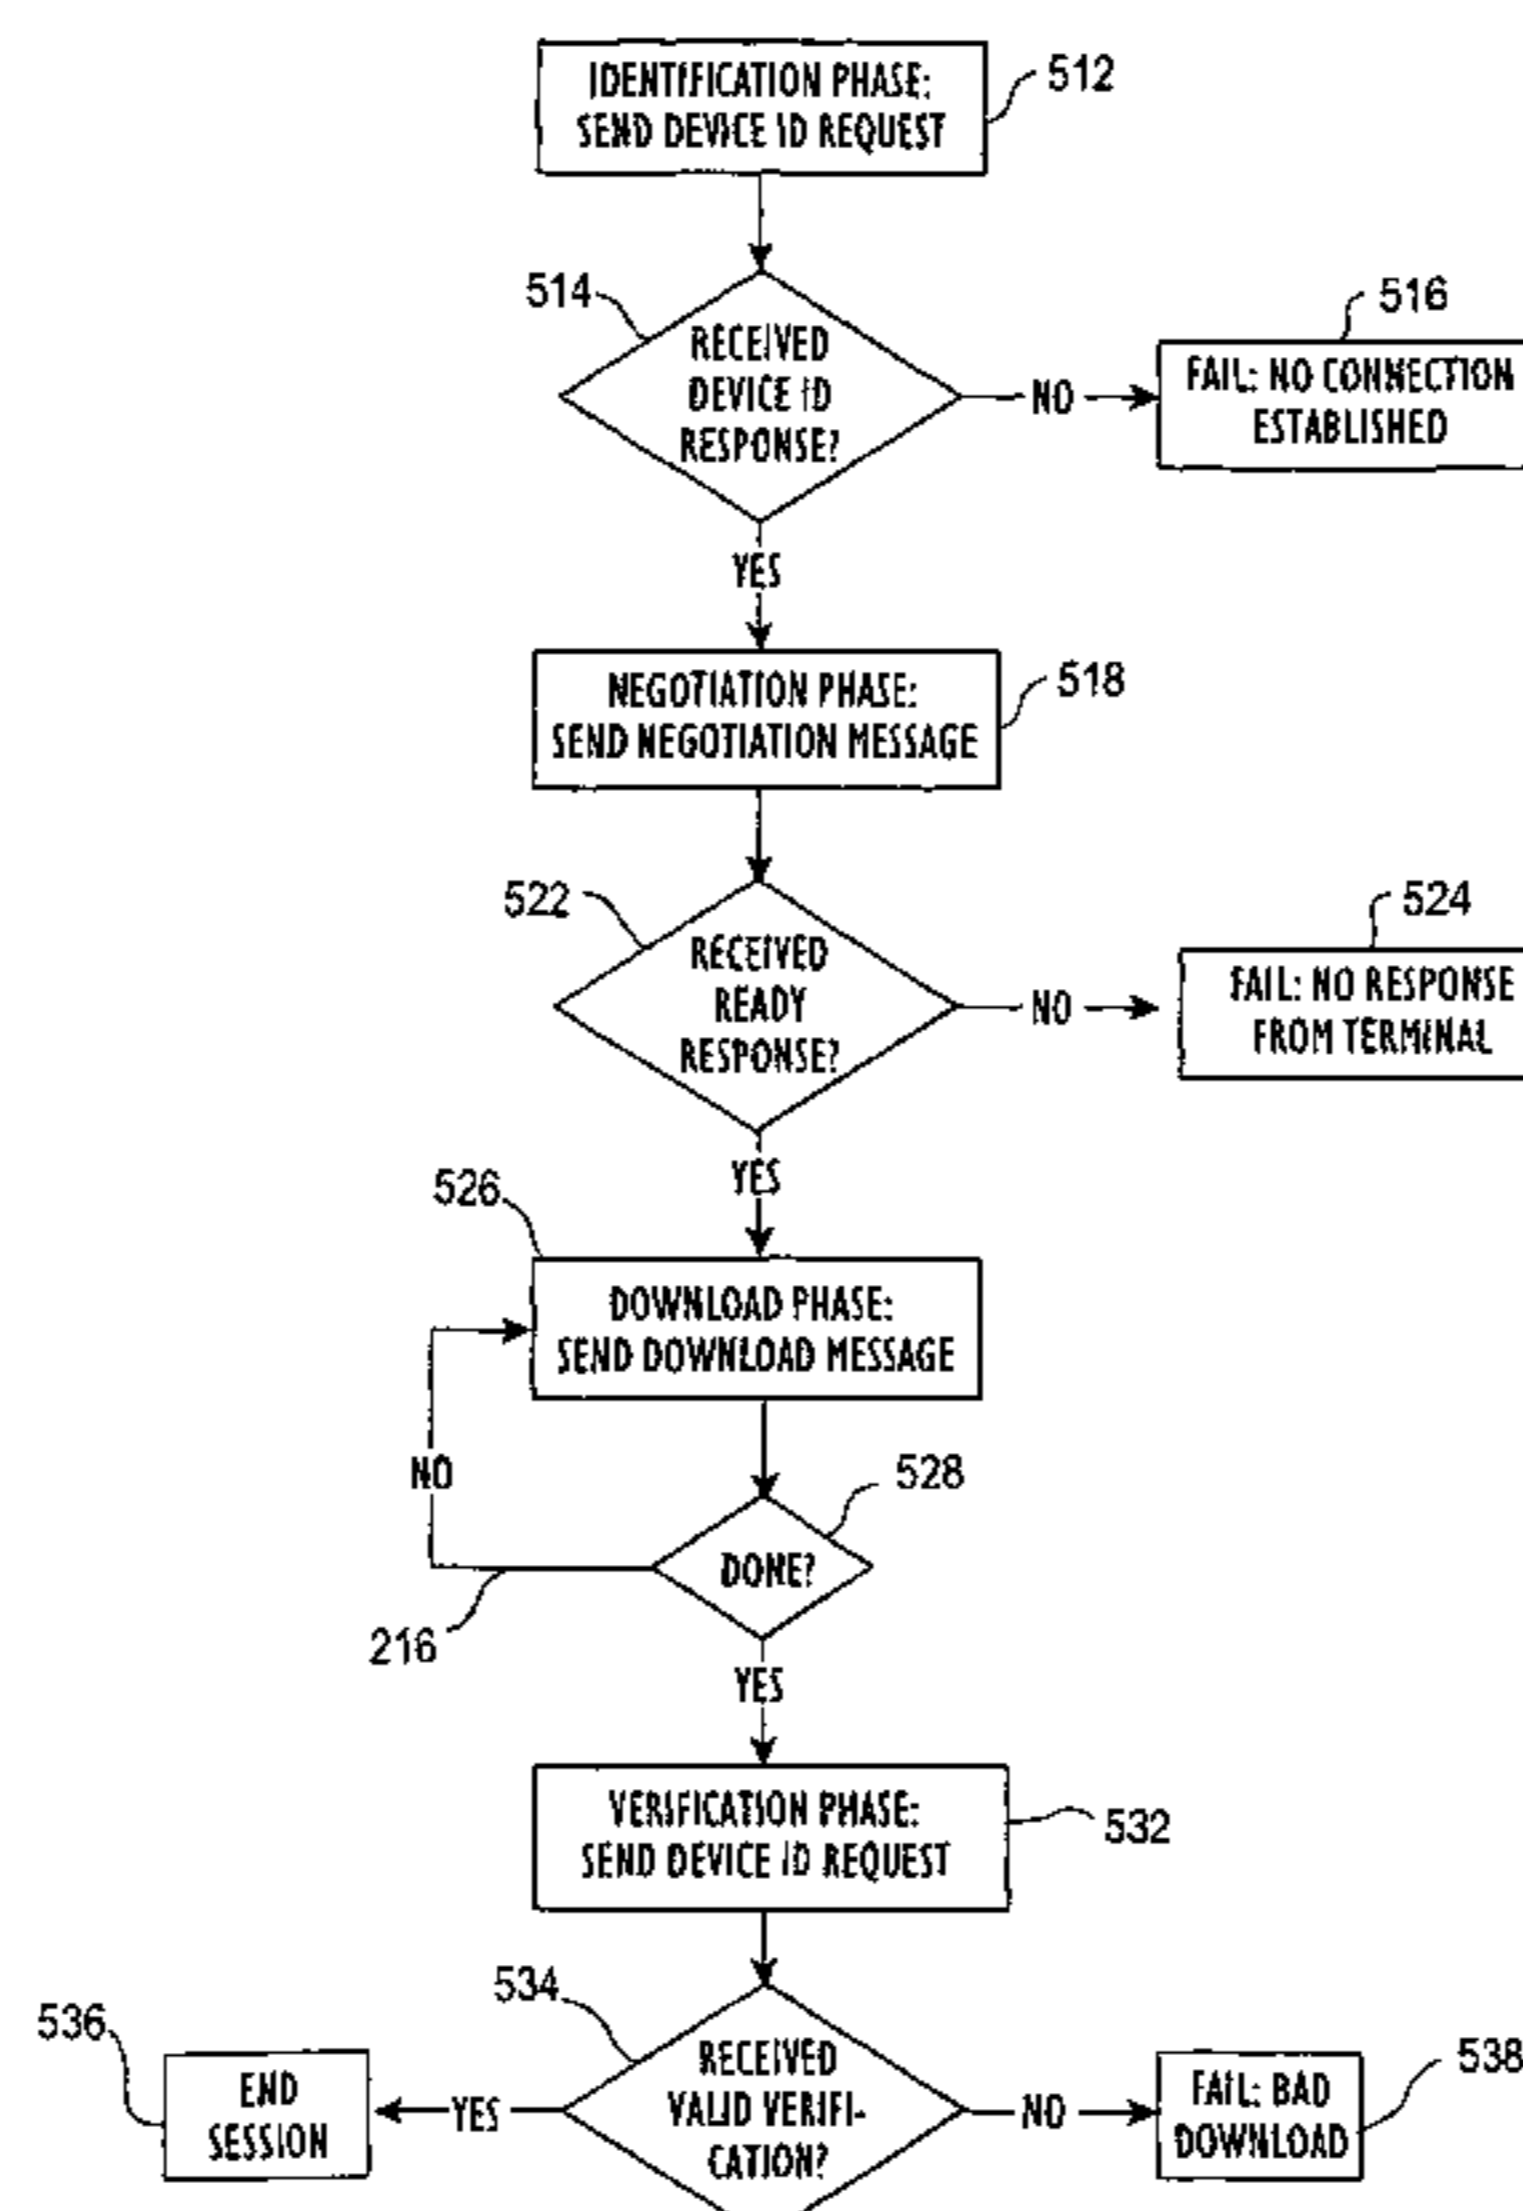 IDENTIFICATION PHASE:
SEND DEVICE ID REQUEST
512
514
RECEIVED
DEVICE ID
RESPONSE?
NO
516
FAIL: NO CONNECTION
ESTABLISHED
YES
NEGOTIATION PHASE:
SEND NEGOTIATION MESSAGE
518
522
RECEIVED
READY
RESPONSE?
NO
524
FAIL: NO RESPONSE
FROM TERMINAL
YES
526
DOWNLOAD PHASE:
SEND DOWNLOAD MESSAGE
NO
528
DONE?
216
YES
VERIFICATION PHASE:
SEND DEVICE ID REQUEST
532
534
RECEIVED
VALID VERIFI-
CATION?
536
END
SESSION
YES
NO
538
FAIL: BAD
DOWNLOAD